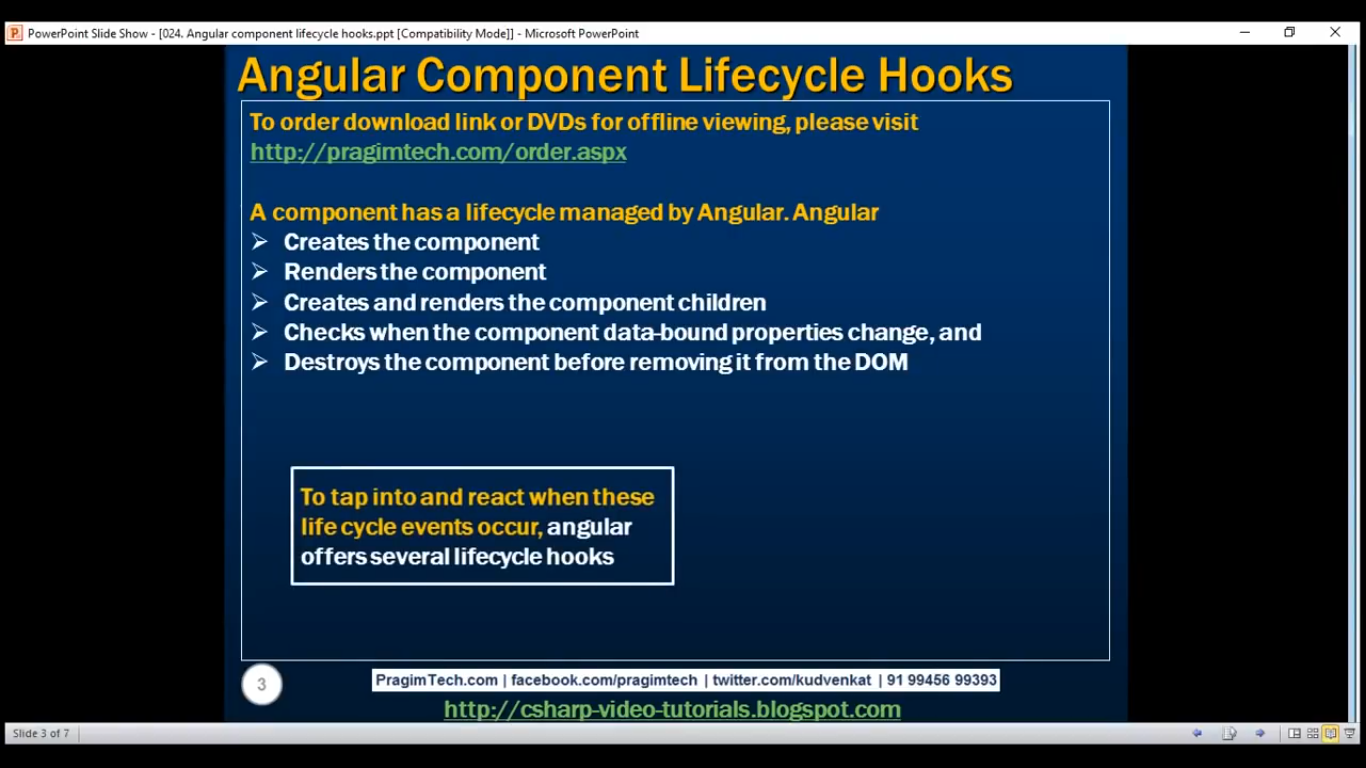 PowerPoint Slide Show - [024. Angular component lifecycle hooks.ppt [Compatibility Mode]] - Microsoft PowerPoint
Angular Component Lifecycle Hooks
To order download link or DVDs for offline viewing, please visit
http://pragimtech.com/order.aspx
A component has a lifecycle managed by Angular. Angular
Creates the component
Renders the component
Creates and renders the component children
Checks when the component data-bound properties change, and
Destroys the component before removing it from the DOM
To tap into and react when these
life cycle events occur, angular
offers several lifecycle hooks
3
PragimTech.com | facebook.com/pragimtech | twitter.com/kudvenkat | 91 99456 99393
http://csharp-video-tutorials.blogspot.com
Slide 3 of 7